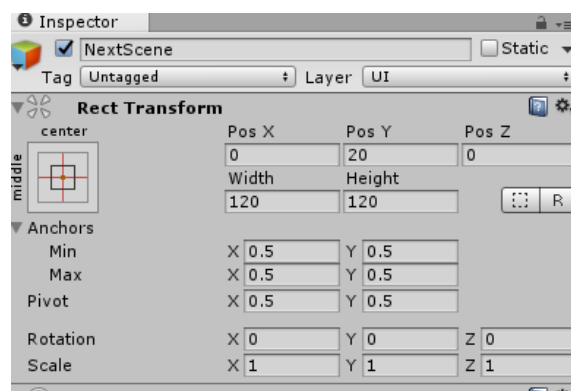 Inspector
NextScene Static
Tag Untagged Layer UI
Rect Transform
center Pos X Pos Y Pos Z
middle 0 20 0
Width Height
120 120 R
Anchors
Min X 0.5 Y 0.5
Max X 0.5 Y 0.5
Pivot X 0.5 Y 0.5
Rotation X 0 Y 0 Z 0
Scale X 1 Y 1 Z 1